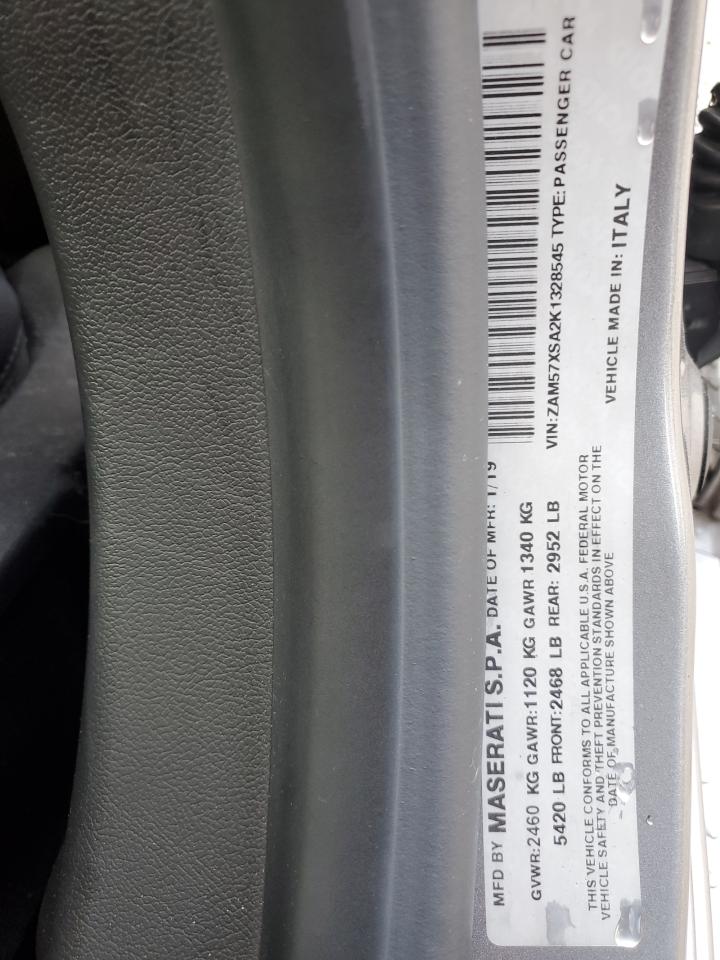 MFD BY MASERATI S.P.A. DATE OF MFR: 1/19
GVWR:2460 KG GAWR:1120 KG GAWR 1340 KG
5420 LB FRONT:2468 LB REAR: 2952 LB
VIN:ZAM57XSA2K1328545 TYPE:PASSENGER CAR
THIS VEHICLE CONFORMS TO ALL APPLICABLE U.S.A. FEDERAL MOTOR
VEHICLE SAFETY AND THEFT PREVENTION STANDARDS IN EFFECT ON THE
DATE OF MANUFACTURE SHOWN ABOVE
VEHICLE MADE IN: ITALY